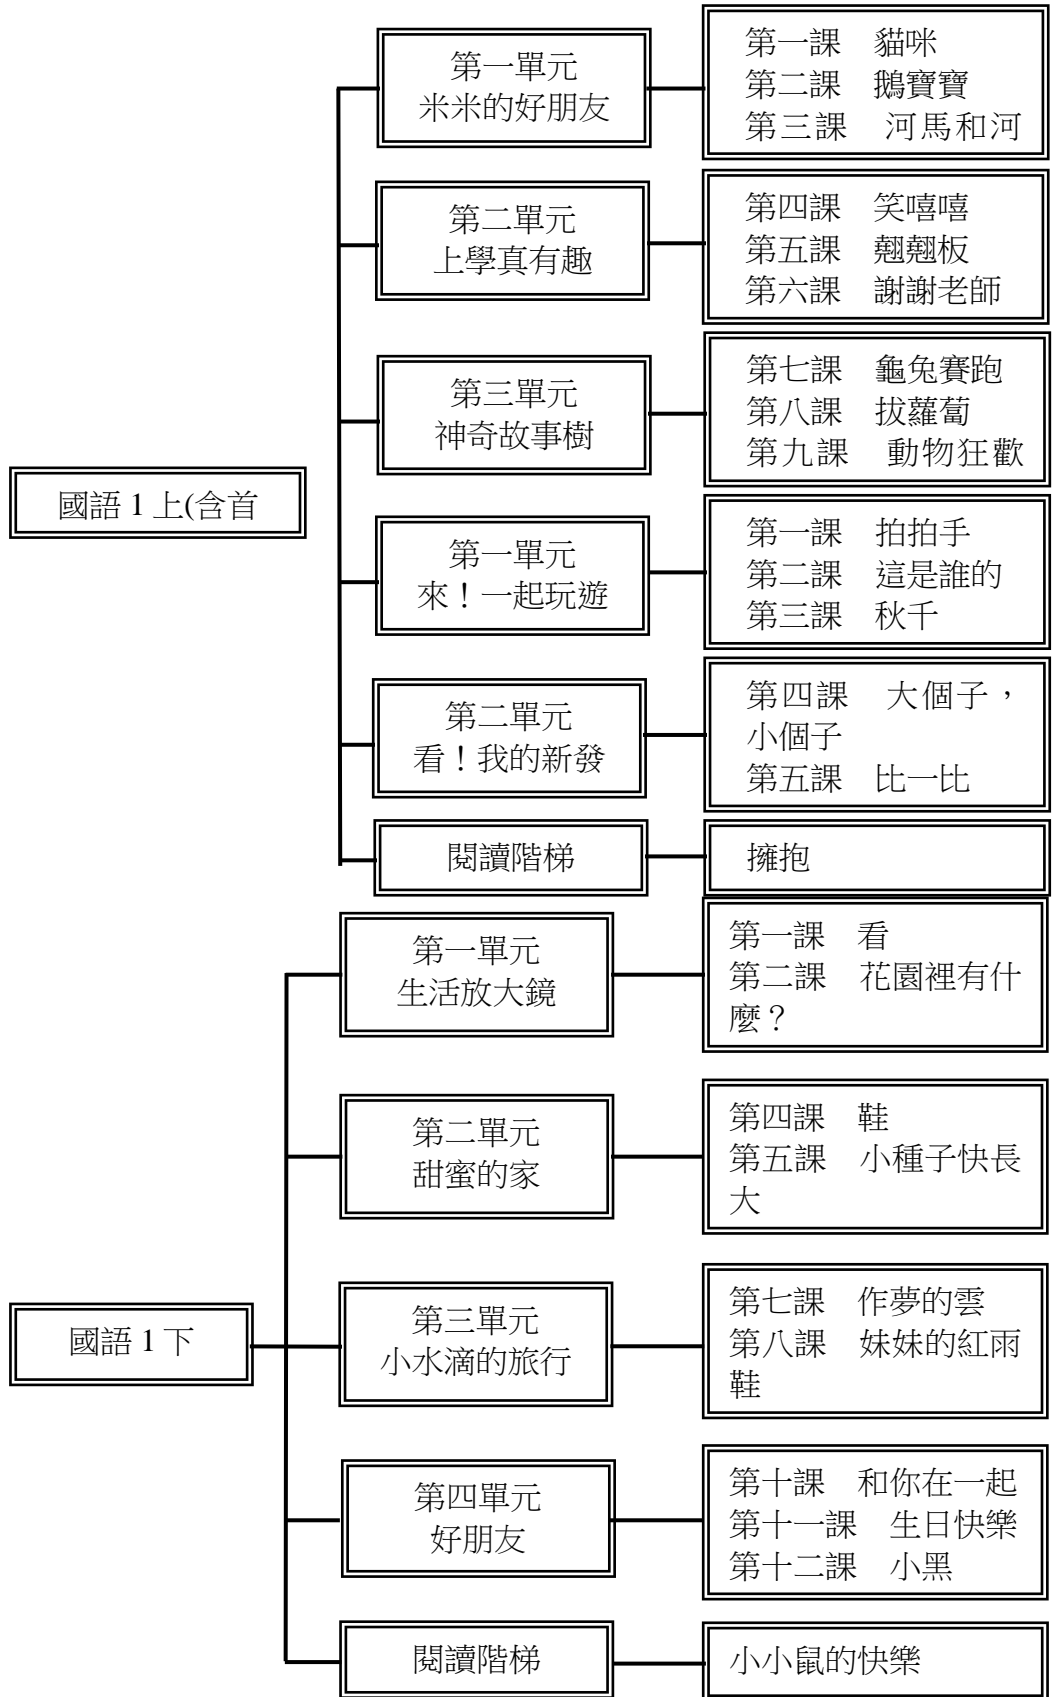 國語 1 上(含首
第一單元
米米的好朋友
第一課　貓咪
第二課　鵝寶寶
第三課　河馬和河
第二單元
上學真有趣
第四課　笑嘻嘻
第五課　翹翹板
第六課　謝謝老師
第三單元
神奇故事樹
第七課　龜兔賽跑
第八課　拔蘿蔔
第九課　動物狂歡
第一單元
來！一起玩遊
第一課　拍拍手
第二課　這是誰的
第三課　秋千
第二單元
看！我的新發
第四課　大個子，
小個子
第五課　比一比
閱讀階梯
擁抱
國語 1 下
第一單元
生活放大鏡
第一課　看
第二課　花園裡有什
麼？
第二單元
甜蜜的家
第四課　鞋
第五課　小種子快長
大
第三單元
小水滴的旅行
第七課　作夢的雲
第八課　妹妹的紅雨
鞋
第四單元
好朋友
第十課　和你在一起
第十一課　生日快樂
第十二課　小黑
閱讀階梯
小小鼠的快樂